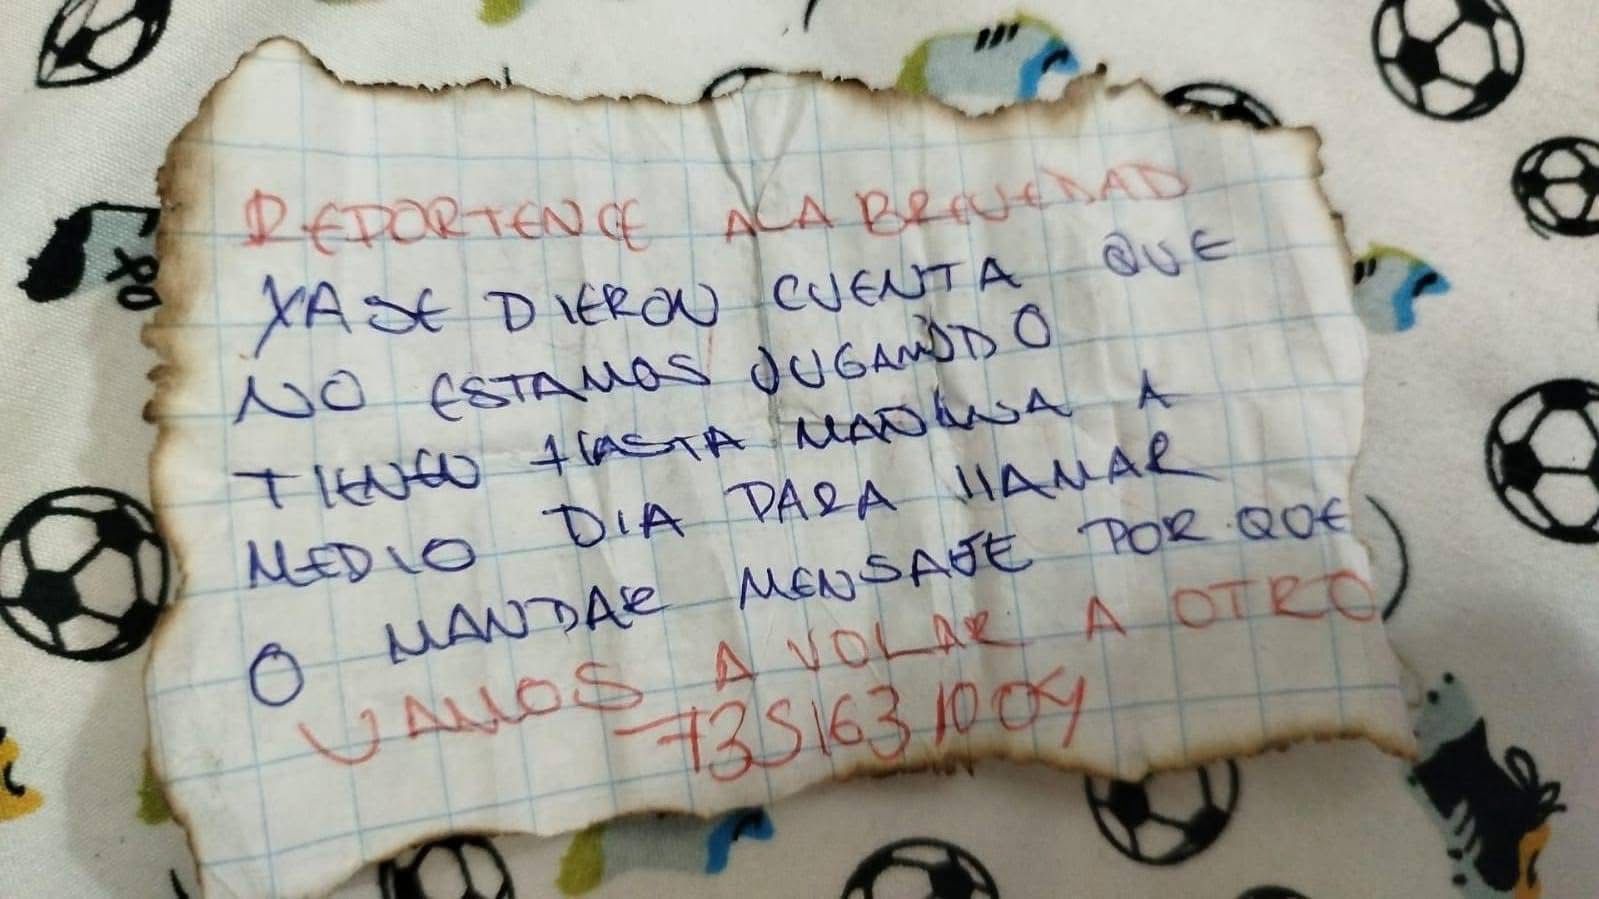 REPORTENCE ALA BREVEDAD
YA SE DIERON CUENTA QUE
NO ESTAMOS JUGANDO
TIENEN HASTA MAÑANA A
MEDIO DIA PARA LLAMAR
O MANDAR MENSAJE POR QUE
VAMOS A VOLAR A OTRO
7351631004